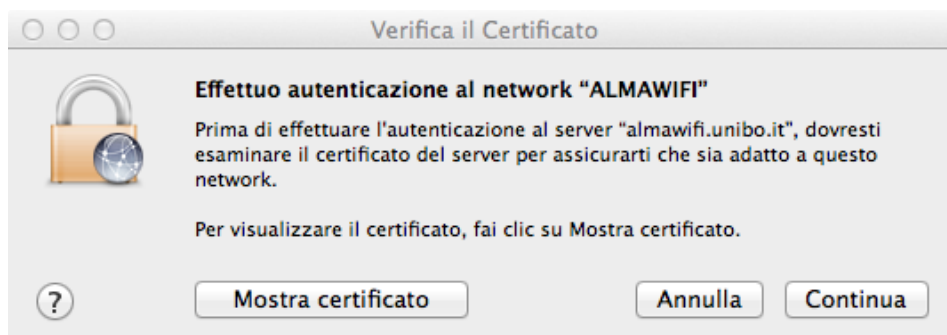 Verifica il Certificato
Effettuo autenticazione al network “ALMAWIFI”
Prima di effettuare l'autenticazione al server “almawifi.unibo.it”, dovresti
esaminare il certificato del server per assicurarti che sia adatto a questo
network.
Per visualizzare il certificato, fai clic su Mostra certificato.
? Mostra certificato Annulla Continua